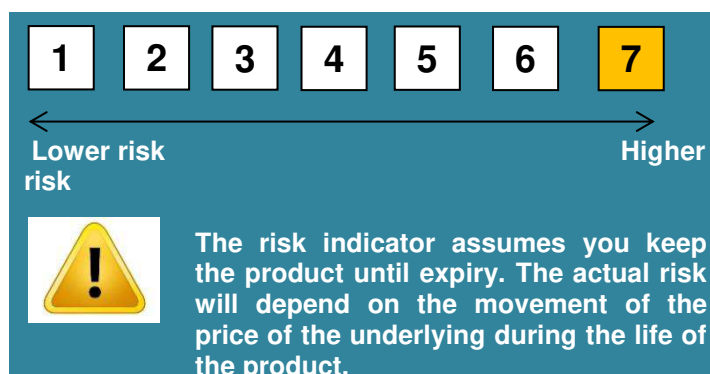 1 2 3 4 5 6 7
Lower risk Higher
risk
The risk indicator assumes you keep
the product until expiry. The actual risk
will depend on the movement of the
price of the underlying during the life of
the product.